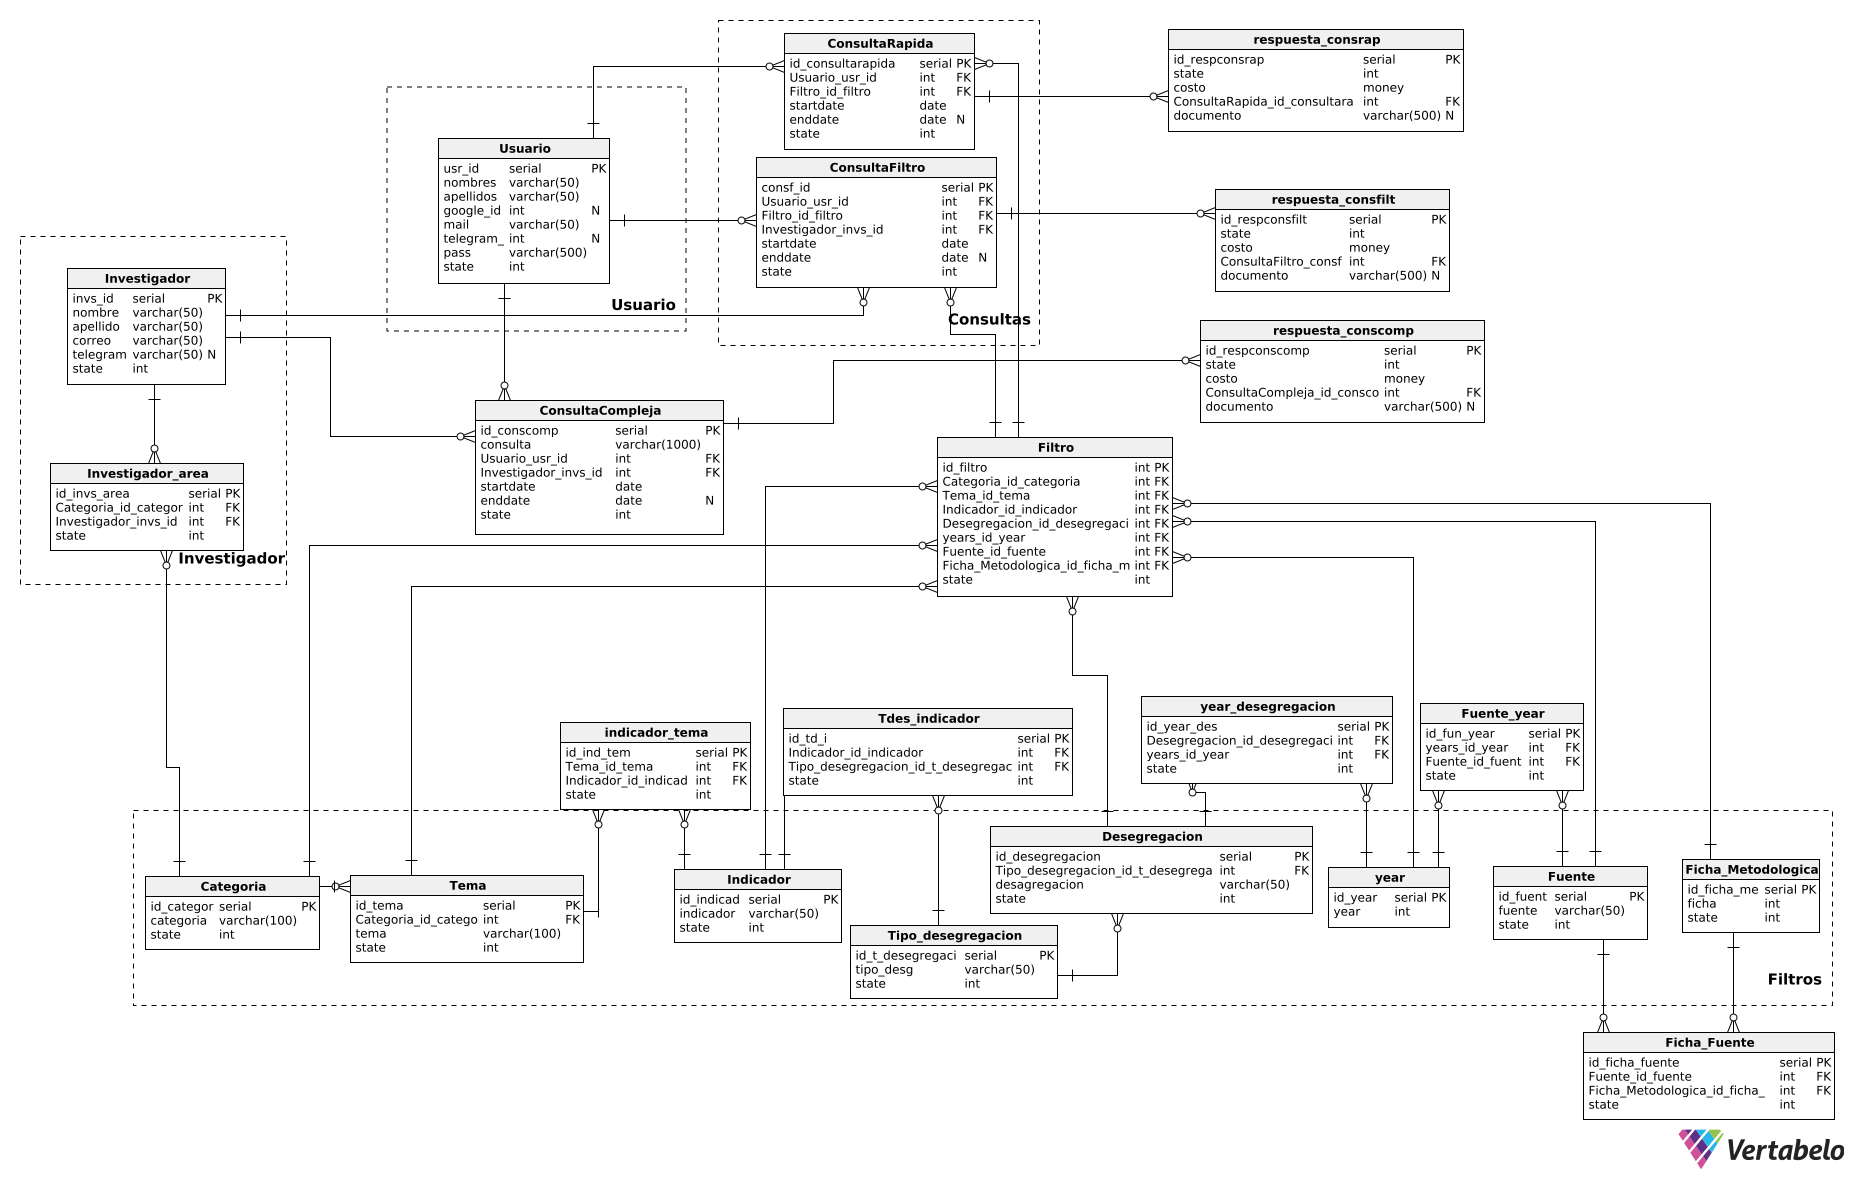 ConsultaRapida
id_consultarapida serial PK
Usuario_usr_id int FK
Filtro_id_filtro int FK
startdate date
enddate date N
state int
respuesta_consrap
id_respconsrap serial PK
state int
costo money
ConsultaRapida_id_consultara int FK
documento varchar(500) N
Usuario
usr_id serial PK
nombres varchar(50)
apellidos varchar(50)
google_id int N
mail varchar(50)
telegram_ int N
pass varchar(500)
state int
Usuario
ConsultaFiltro
consf_id serial PK
Usuario_usr_id int FK
Filtro_id_filtro int FK
Investigador_invs_id int FK
startdate date
enddate date N
state int
Consultas
respuesta_consfilt
id_respconsfilt serial PK
state int
costo money
ConsultaFiltro_consf int FK
documento varchar(500) N
Investigador
invs_id serial PK
nombre varchar(50)
apellido varchar(50)
correo varchar(50)
telegram varchar(50) N
state int
respuesta_conscomp
id_respconscomp serial PK
state int
costo money
ConsultaCompleja_id_consco int FK
documento varchar(500) N
ConsultaCompleja
id_conscomp serial PK
consulta varchar(1000)
Usuario_usr_id int FK
Investigador_invs_id int FK
startdate date
enddate date N
state int
Investigador_area
id_invs_area serial PK
Categoria_id_categor int FK
Investigador_invs_id int FK
state int
Investigador
Filtro
id_filtro int PK
Categoria_id_categoria int FK
Tema_id_tema int FK
Indicador_id_indicador int FK
Desegregacion_id_desegregaci int FK
years_id_year int FK
Fuente_id_fuente int FK
Ficha_Metodologica_id_ficha_m int FK
state int
indicador_tema
id_ind_tem serial PK
Tema_id_tema int FK
Indicador_id_indicad int FK
state int
Tdes_indicador
id_td_i serial PK
Indicador_id_indicador int FK
Tipo_desegregacion_id_t_desegregac int FK
state int
year_desegregacion
id_year_des serial PK
Desegregacion_id_desegregaci int FK
years_id_year int FK
state int
Fuente_year
id_fun_year serial PK
years_id_year int FK
Fuente_id_fuent int FK
state int
Categoria
id_categor serial PK
categoria varchar(100)
state int
Tema
id_tema serial PK
Categoria_id_catego int FK
tema varchar(100)
state int
Indicador
id_indicad serial PK
indicador varchar(50)
state int
Desegregacion
id_desegregacion serial PK
Tipo_desegregacion_id_t_desegrega int FK
desagregacion varchar(50)
state int
Tipo_desegregacion
id_t_desegregaci serial PK
tipo_desg varchar(50)
state int
year
id_year serial PK
year int
Fuente
id_fuent serial PK
fuente varchar(50)
state int
Ficha_Metodologica
id_ficha_me serial PK
ficha int
state int
Filtros
Ficha_Fuente
id_ficha_fuente serial PK
Fuente_id_fuente int FK
Ficha_Metodologica_id_ficha_ int FK
state int
Vertabelo